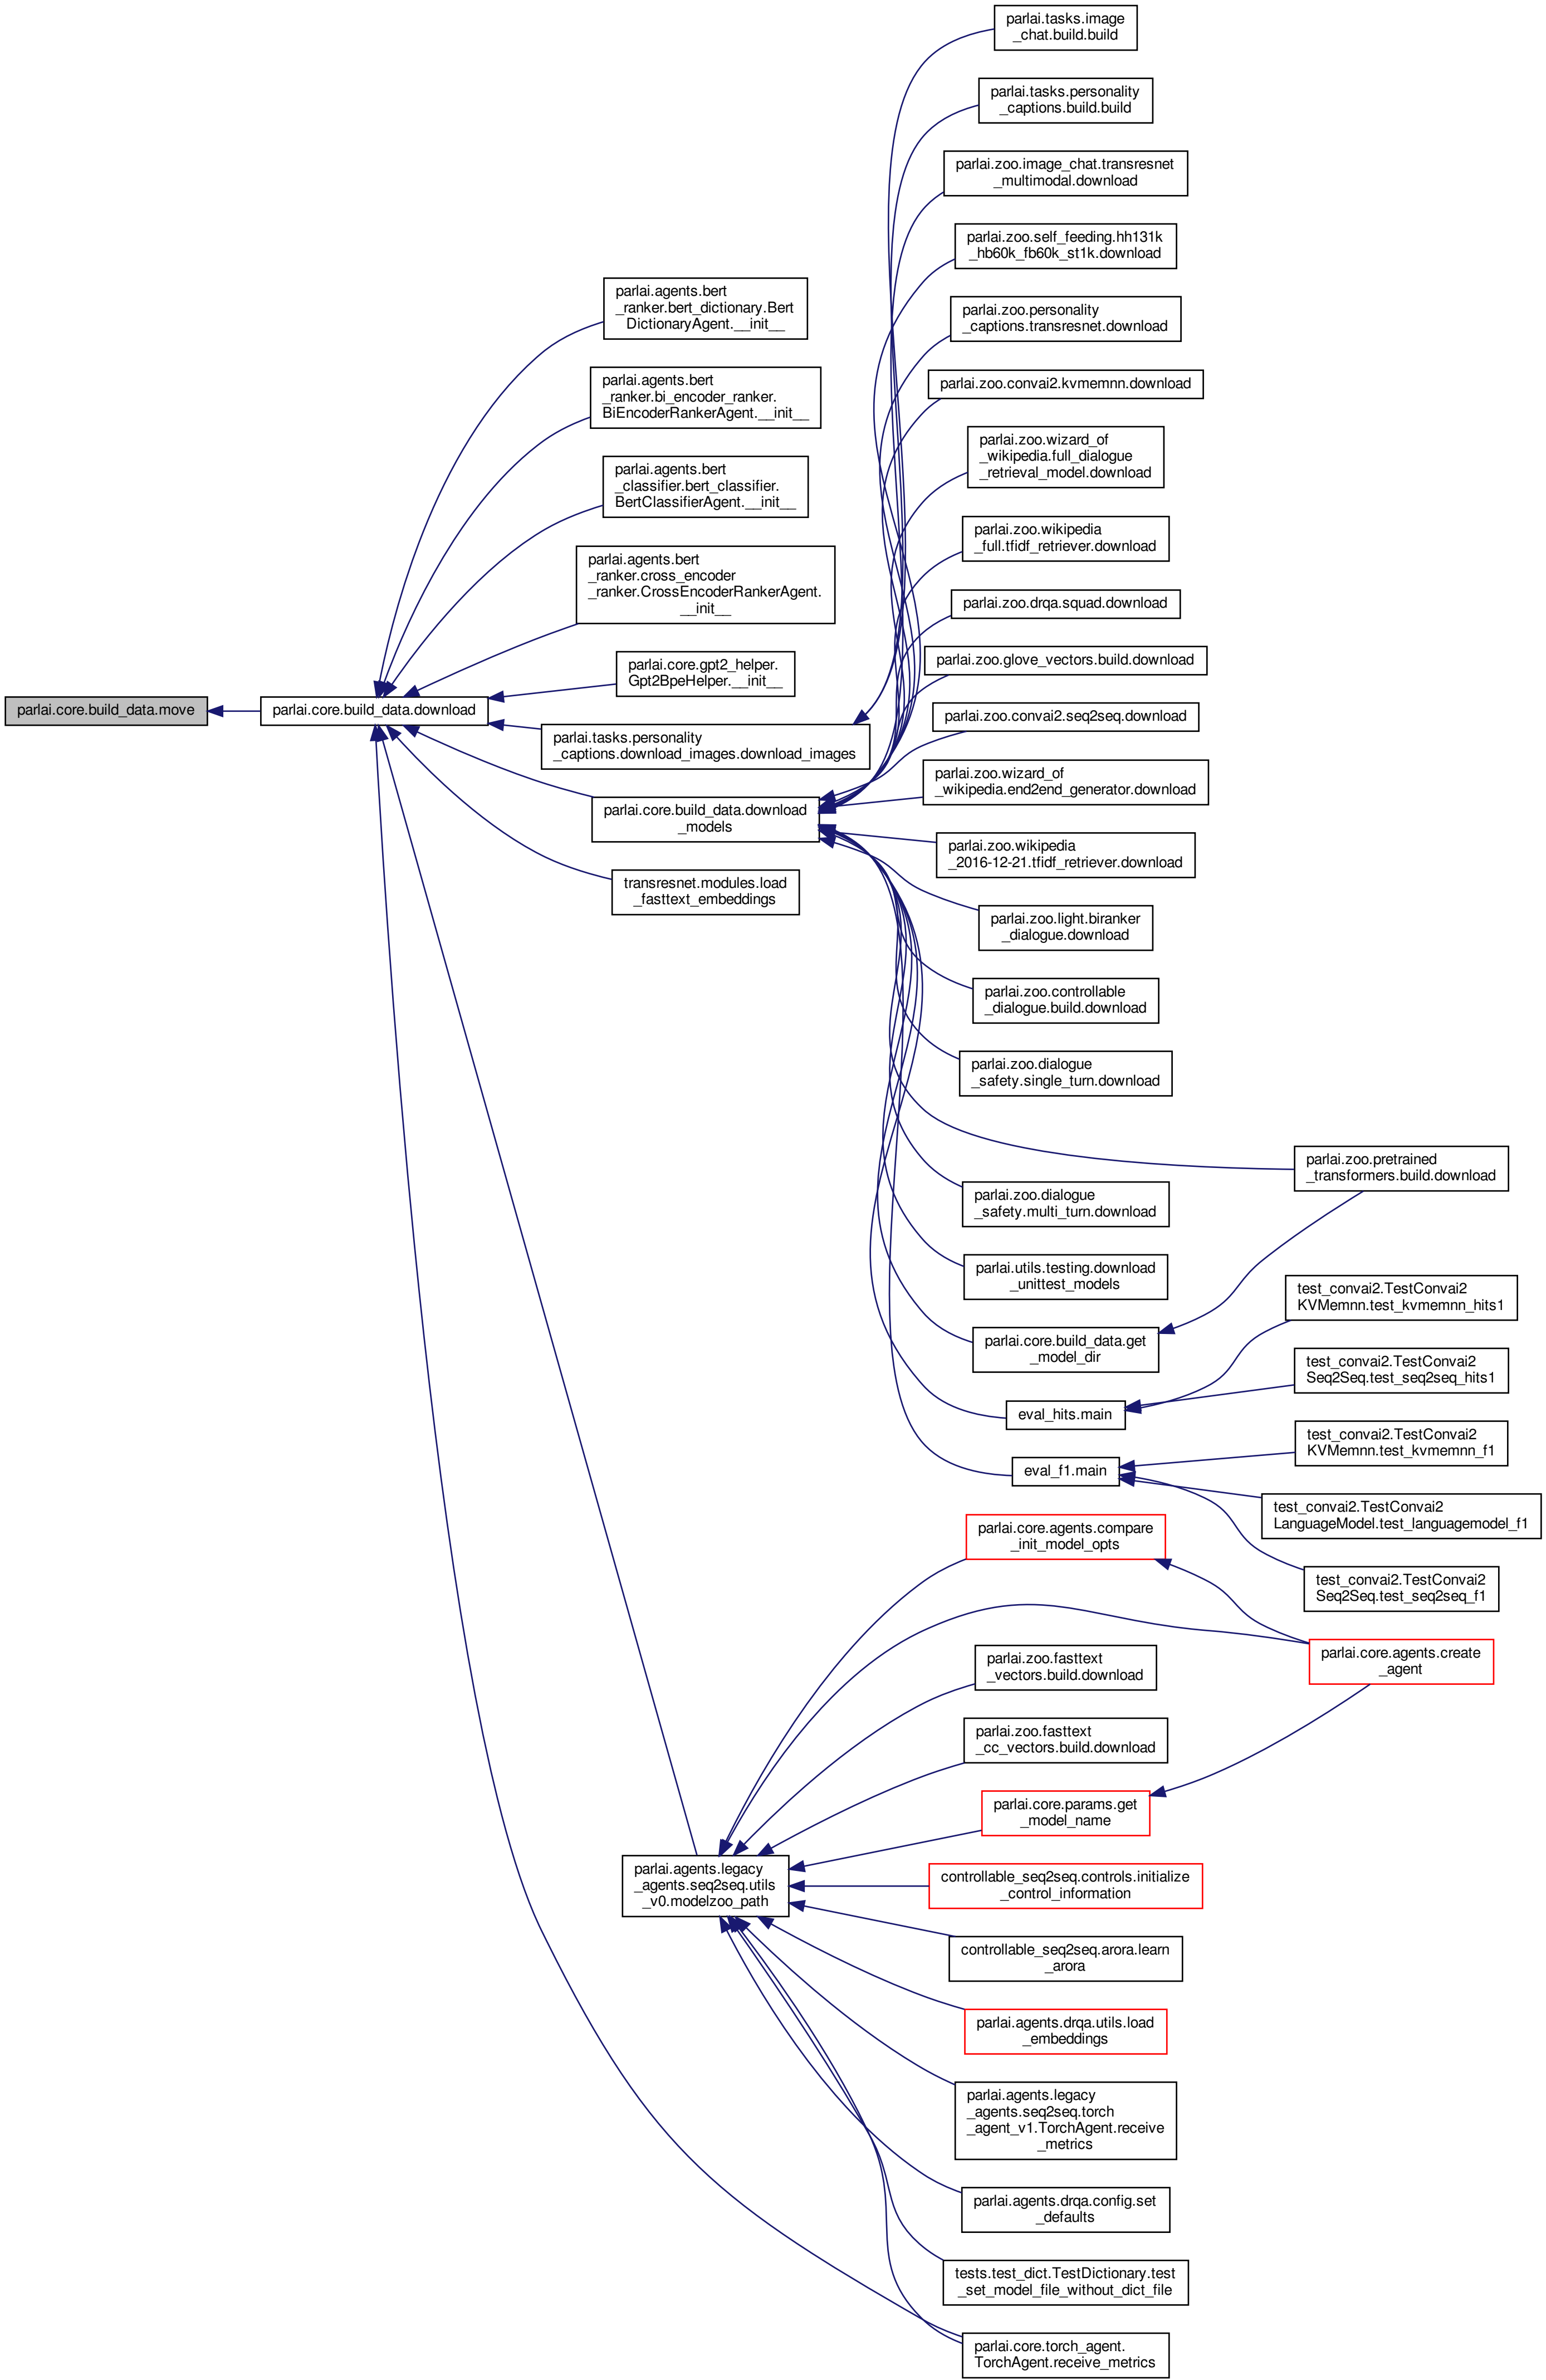 parlai.core.build_data.move
parlai.core.build_data.download
parlai.agents.bert
_ranker.bert_dictionary.Bert
DictionaryAgent.__init__
parlai.agents.bert
_ranker.bi_encoder_ranker.
BiEncoderRankerAgent.__init__
parlai.agents.bert
_classifier.bert_classifier.
BertClassifierAgent.__init__
parlai.agents.bert
_ranker.cross_encoder
_ranker.CrossEncoderRankerAgent.
__init__
parlai.core.gpt2_helper.
Gpt2BpeHelper.__init__
parlai.tasks.personality
_captions.download_images.download_images
parlai.core.build_data.download
_models
transresnet.modules.load
_fasttext_embeddings
parlai.agents.legacy
_agents.seq2seq.utils
_v0.modelzoo_path
parlai.tasks.image
_chat.build.build
parlai.tasks.personality
_captions.build.build
parlai.zoo.image_chat.transresnet
_multimodal.download
parlai.zoo.self_feeding.hh131k
_hb60k_fb60k_st1k.download
parlai.zoo.personality
_captions.transresnet.download
parlai.zoo.convai2.kvmemnn.download
parlai.zoo.wizard_of
_wikipedia.full_dialogue
_retrieval_model.download
parlai.zoo.wikipedia
_full.tfidf_retriever.download
parlai.zoo.drqa.squad.download
parlai.zoo.glove_vectors.build.download
parlai.zoo.convai2.seq2seq.download
parlai.zoo.wizard_of
_wikipedia.end2end_generator.download
parlai.zoo.wikipedia
_2016-12-21.tfidf_retriever.download
parlai.zoo.light.biranker
_dialogue.download
parlai.zoo.controllable
_dialogue.build.download
parlai.zoo.dialogue
_safety.single_turn.download
parlai.zoo.pretrained
_transformers.build.download
parlai.zoo.dialogue
_safety.multi_turn.download
parlai.utils.testing.download
_unittest_models
parlai.core.build_data.get
_model_dir
test_convai2.TestConvai2
KVMemnn.test_kvmemnn_hits1
test_convai2.TestConvai2
Seq2Seq.test_seq2seq_hits1
eval_hits.main
test_convai2.TestConvai2
KVMemnn.test_kvmemnn_f1
eval_f1.main
test_convai2.TestConvai2
LanguageModel.test_languagemodel_f1
test_convai2.TestConvai2
Seq2Seq.test_seq2seq_f1
parlai.core.agents.compare
_init_model_opts
parlai.core.agents.create
_agent
parlai.zoo.fasttext
_vectors.build.download
parlai.zoo.fasttext
_cc_vectors.build.download
parlai.core.params.get
_model_name
controllable_seq2seq.controls.initialize
_control_information
controllable_seq2seq.arora.learn
_arora
parlai.agents.drqa.utils.load
_embeddings
parlai.agents.legacy
_agents.seq2seq.torch
_agent_v1.TorchAgent.receive
_metrics
parlai.agents.drqa.config.set
_defaults
tests.test_dict.TestDictionary.test
_set_model_file_without_dict_file
parlai.core.torch_agent.
TorchAgent.receive_metrics